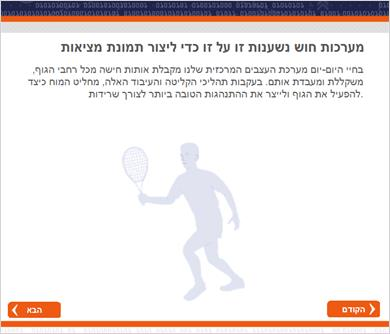 מערכות חוש נשענות זו על זו כדי ליצור תמונת מציאות
בחיי היום-יום מערכת העצבים המרכזית שלנו מקבלת אותות חישה מכל רחבי הגוף,
משקללת ומעבדת אותם. בעקבות תהליכי הקליטה והעיבוד האלה, מחליט המוח כיצד
להפעיל את הגוף ולייצר את ההתנהגות הטובה ביותר לצורך שרידות.
הקודם
הבא